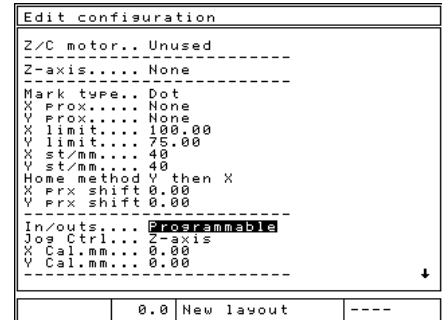 Edit configuration
Z/C motor.. Unused
--------------------
Z-axis..... None
--------------------
Mark type.. Dot
X prox..... None
Y prox..... None
X limit.... 100.00
Y limit.... 75.00
X st/mm.... 40
Y st/mm.... 40
Home method Y then X
X prx shift 0.00
Y prx shift 0.00
--------------------
In/outs.... Programmable
Jog Ctrl... Z-axis
X Cal.mm... 0.00
Y Cal.mm... 0.00
--------------------
0.0 New layout ----